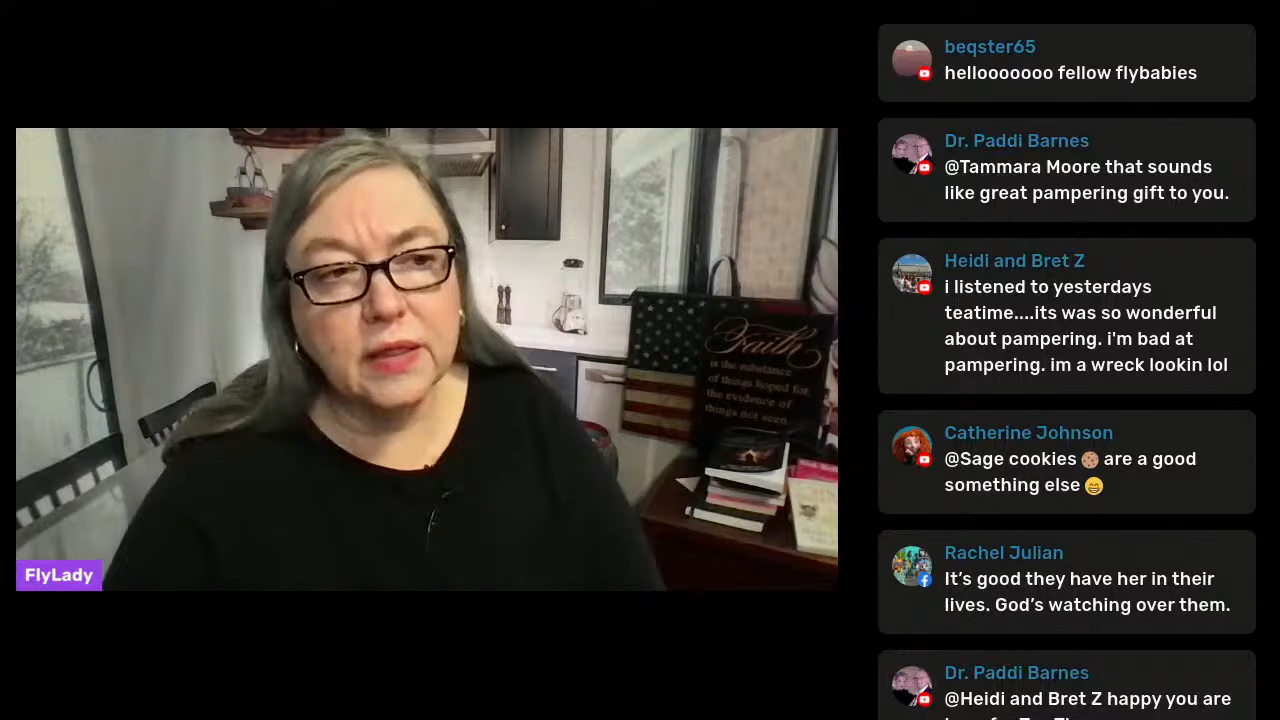 beqster65
hellooooooo fellow flybabies
Dr. Paddi Barnes
@Tammara Moore that sounds
like great pampering gift to you.
Heidi and Bret Z
i listened to yesterdays
teatime....its was so wonderful
about pampering. i'm bad at
pampering. im a wreck lookin lol
Catherine Johnson
@Sage cookies 🍪 are a good
something else 😁
Rachel Julian
It’s good they have her in their
lives. God’s watching over them.
Dr. Paddi Barnes
@Heidi and Bret Z happy you are
Faith
is the substance
of things hoped for,
the evidence of
things not seen.
FlyLady